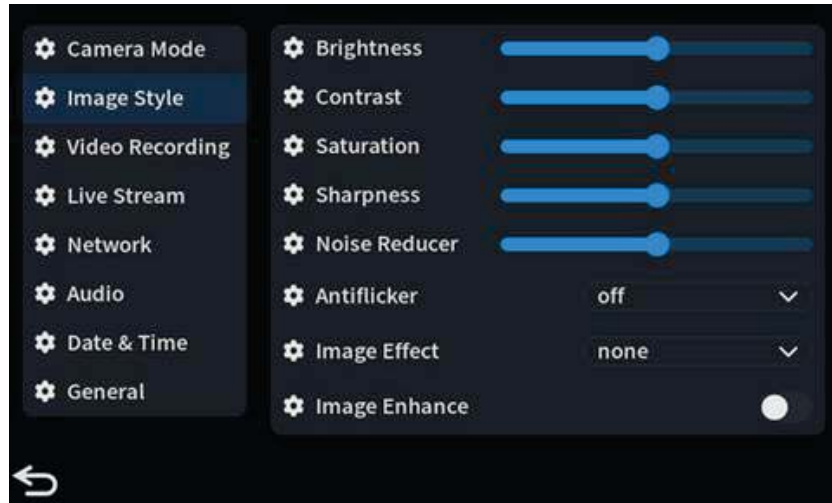 Camera Mode
Image Style
Video Recording
Live Stream
Network
Audio
Date & Time
General
Brightness
Contrast
Saturation
Sharpness
Noise Reducer
Antiflicker off
Image Effect none
Image Enhance